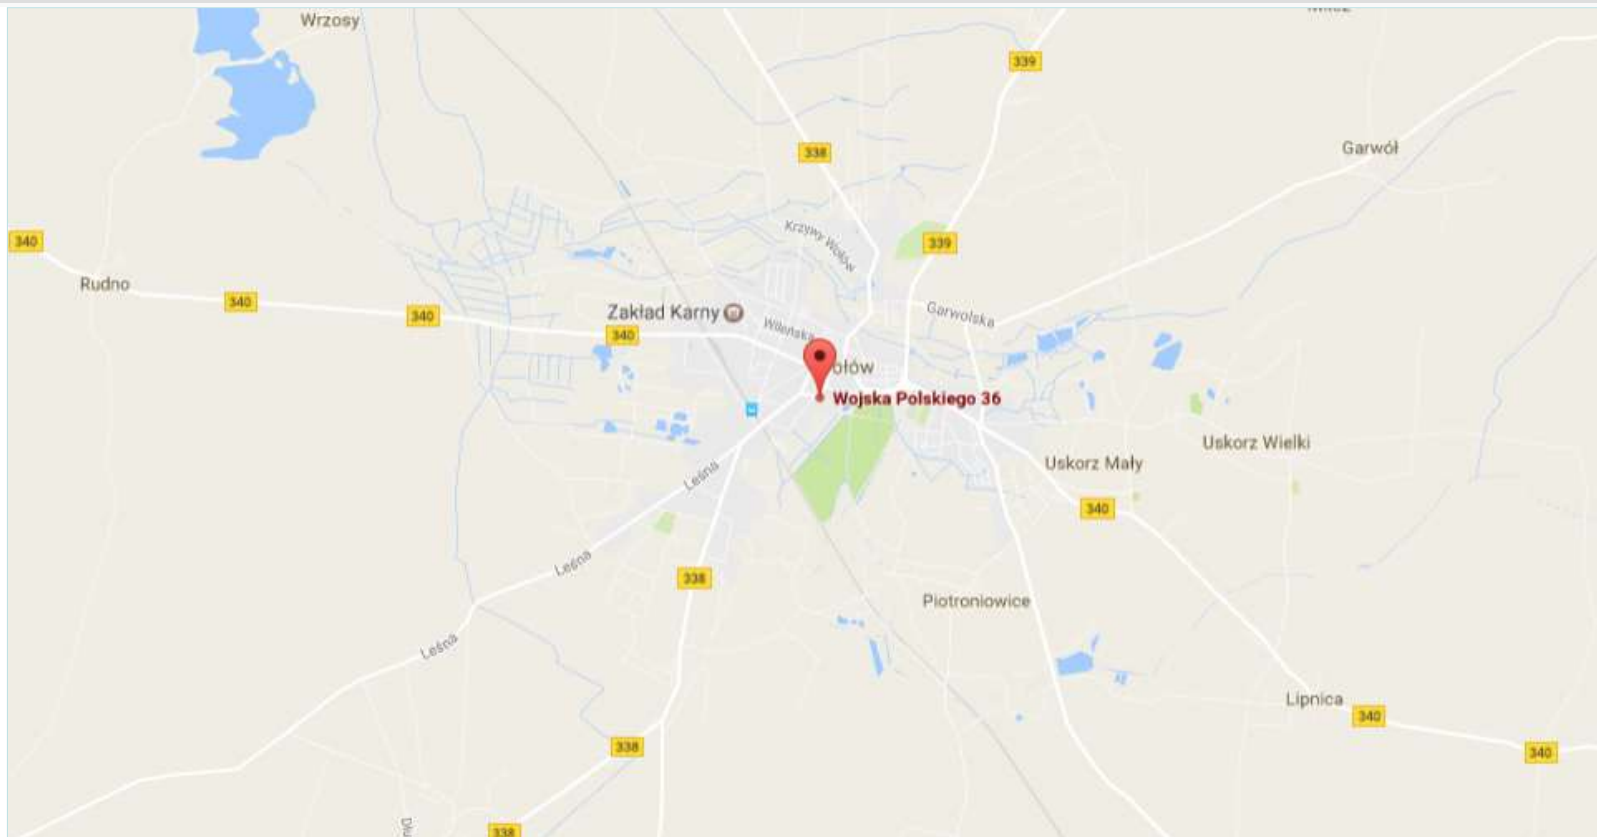 Wrzosy
339
338
Garwół
Krzywy Wołów
340
339
Rudno
340
340
Zakład Karny
Garwolska
340
Wileńska
ołów
Wojska Polskiego 36
Uskorz Wielki
Uskorz Mały
Leśna
340
Leśna
338
Piotroniowice
Leśna
Lipnica
340
338
340
338